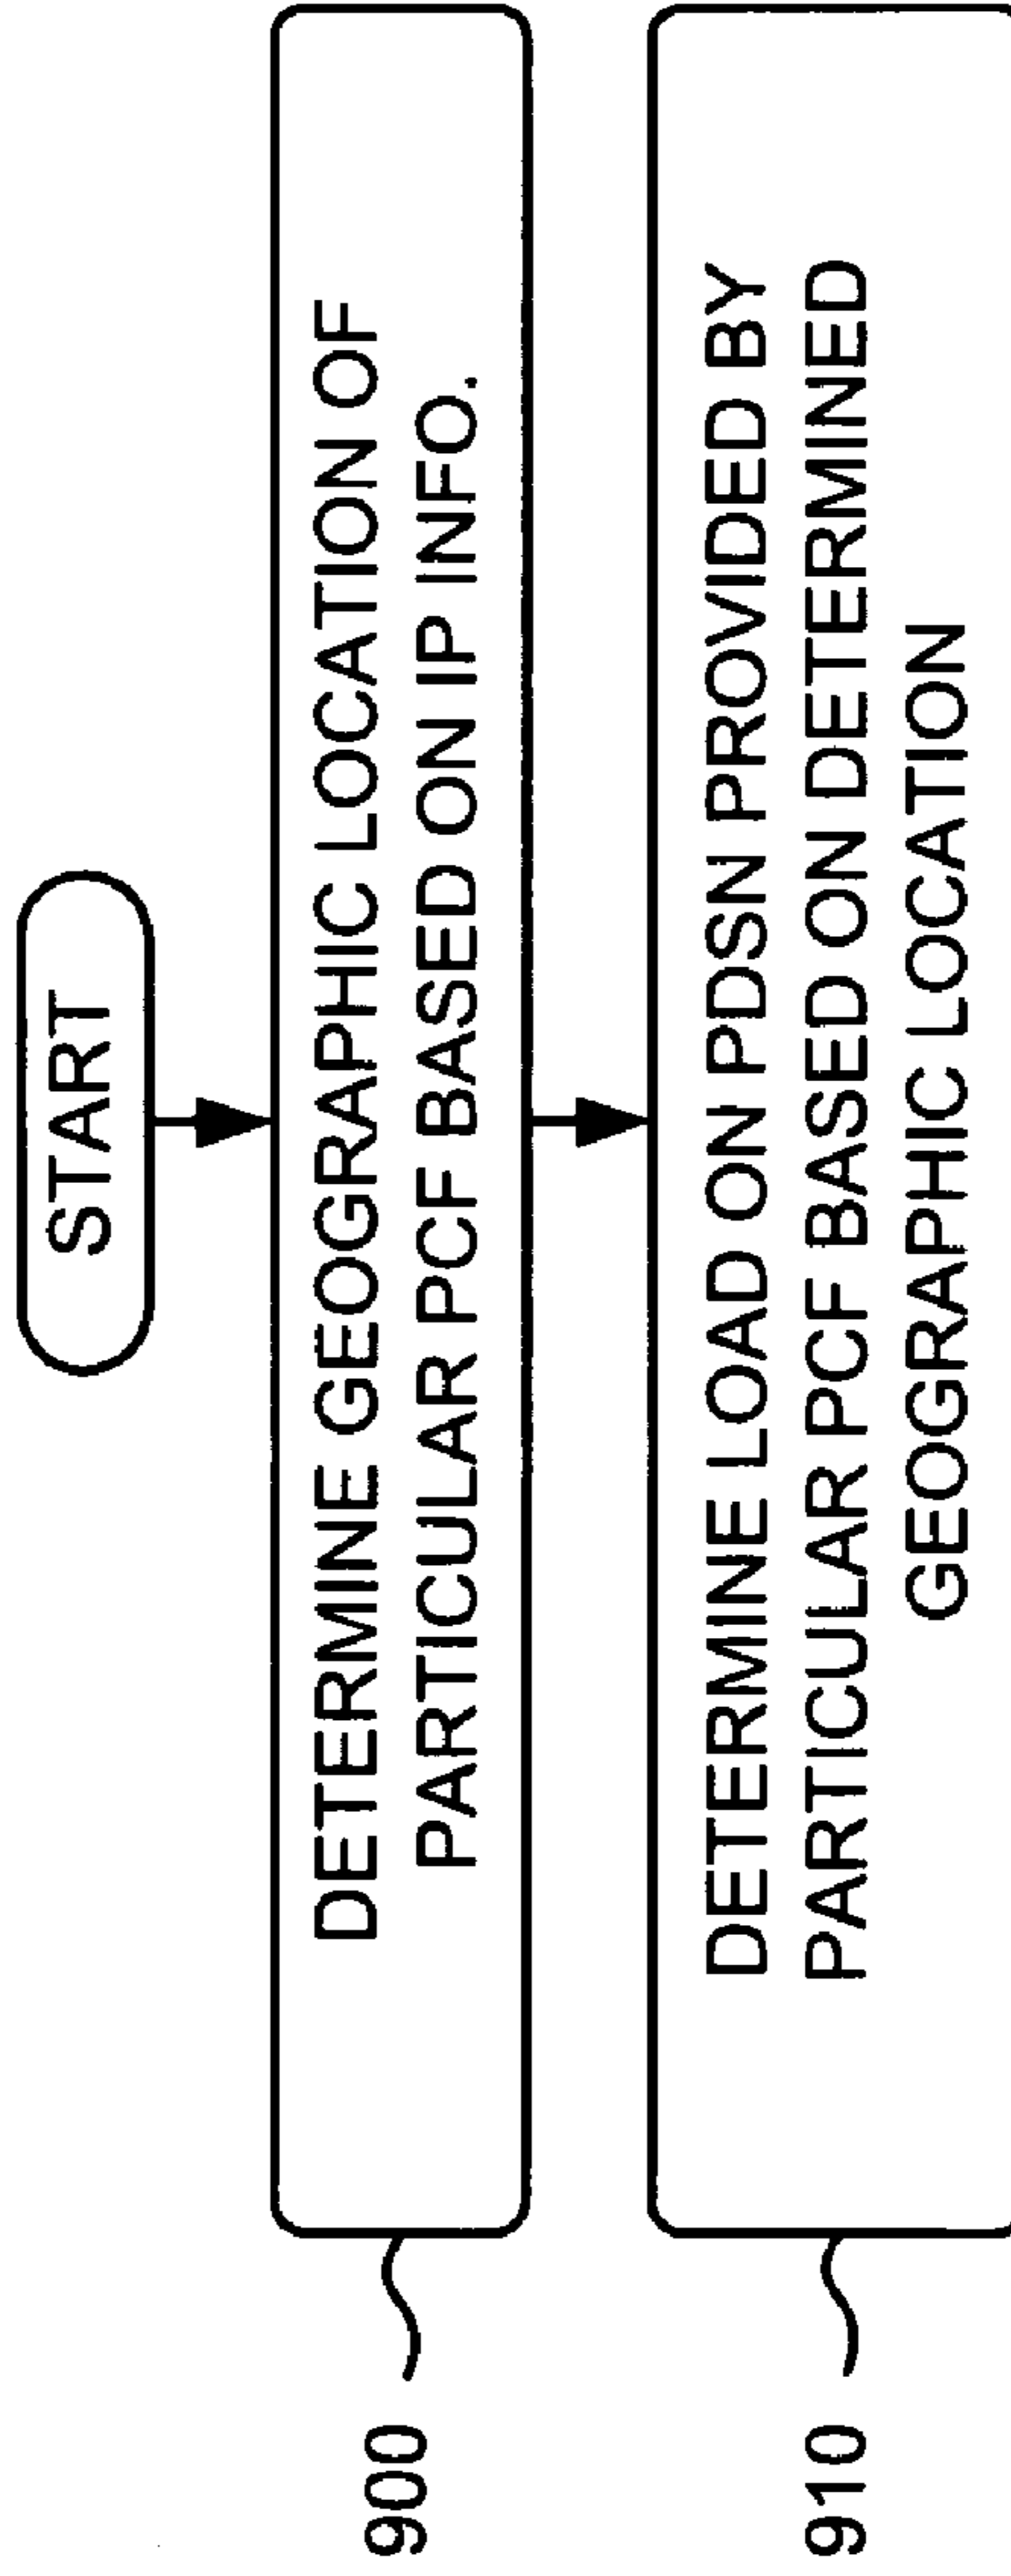 START
DETERMINE GEOGRAPHIC LOCATION OF
PARTICULAR PCF BASED ON IP INFO.
900
DETERMINE LOAD ON PDSN PROVIDED BY
PARTICULAR PCF BASED ON DETERMINED
GEOGRAPHIC LOCATION
910